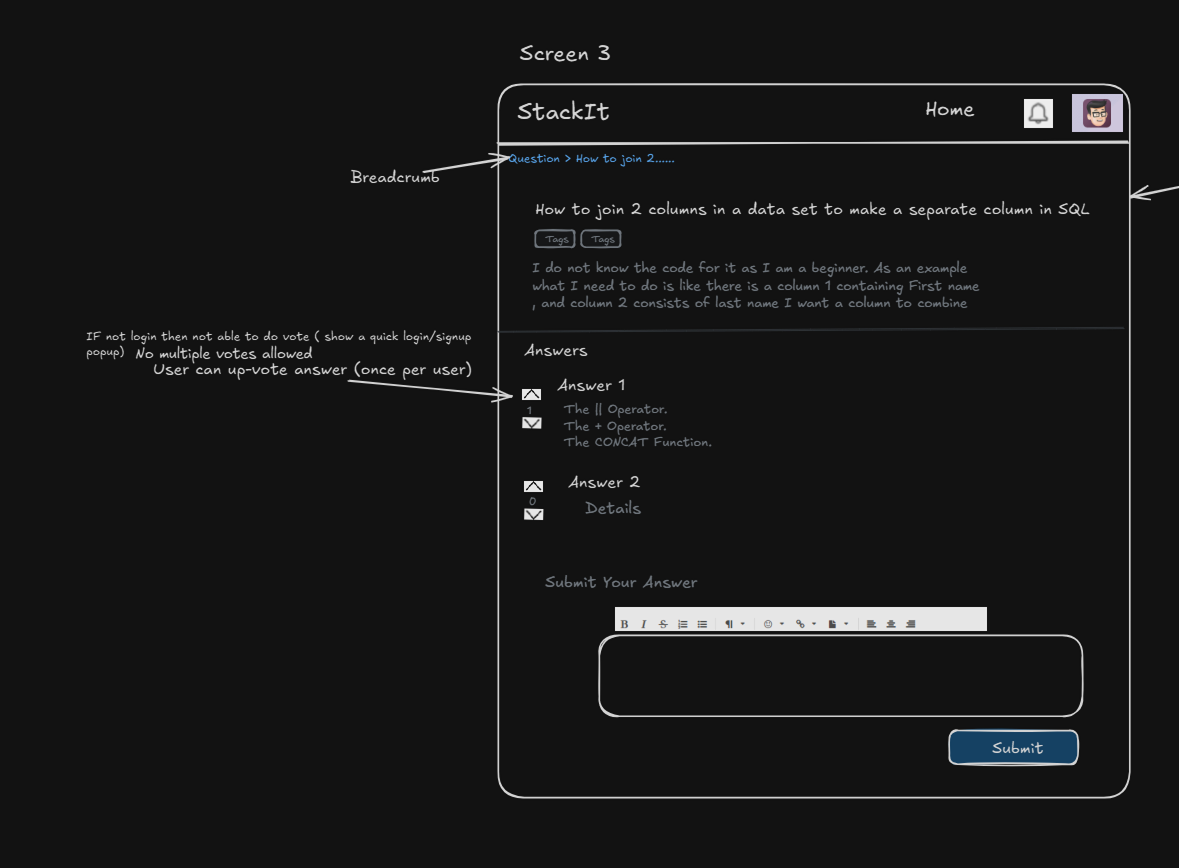 Screen 3
StackIt
Home
Question > How to join 2......
Breadcrumb
How to join 2 columns in a data set to make a separate column in SQL
Tags
Tags
I do not know the code for it as I am a beginner. As an example
what I need to do is like there is a column 1 containing First name
, and column 2 consists of last name I want a column to combine
IF not login then not able to do vote ( show a quick login/signup
popup)
No multiple votes allowed
User can up-vote answer (once per user)
Answers
Answer 1
1
The || Operator.
The + Operator.
The CONCAT Function.
Answer 2
0
Details
Submit Your Answer
B I S
Submit